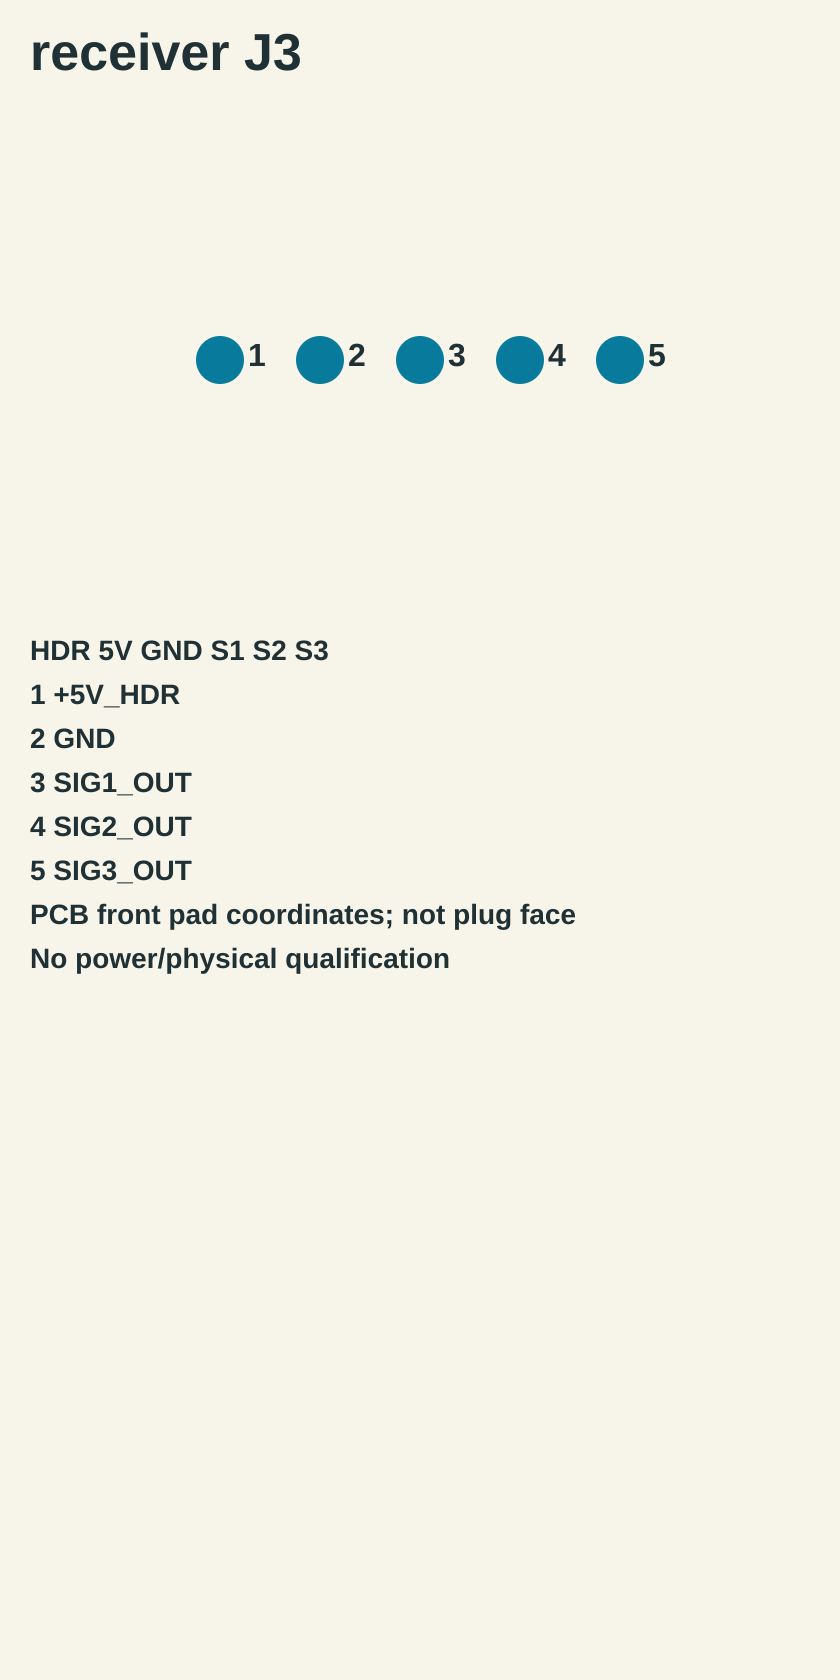 receiver J3
1 2 3 4 5
HDR 5V GND S1 S2 S3
1 +5V_HDR
2 GND
3 SIG1_OUT
4 SIG2_OUT
5 SIG3_OUT
PCB front pad coordinates; not plug face
No power/physical qualification